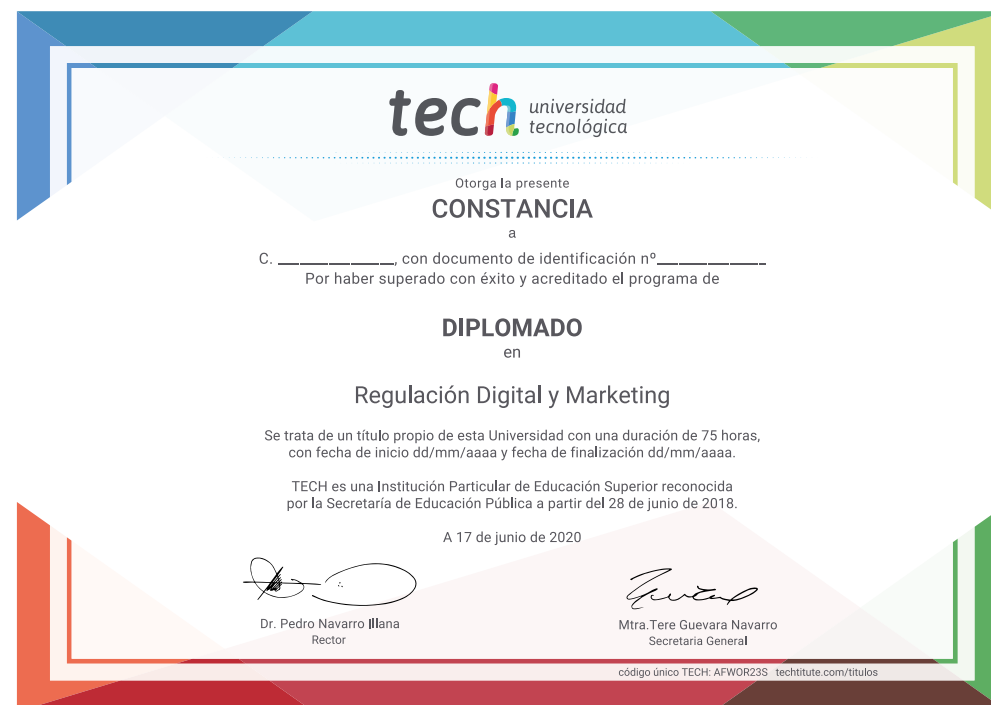 tech universidad
tecnológica
Otorga la presente
CONSTANCIA
a
C. ______________, con documento de identificación nº_____________
Por haber superado con éxito y acreditado el programa de
DIPLOMADO
en
Regulación Digital y Marketing
Se trata de un título propio de esta Universidad con una duración de 75 horas,
con fecha de inicio dd/mm/aaaa y fecha de finalización dd/mm/aaaa.
TECH es una Institución Particular de Educación Superior reconocida
por la Secretaría de Educación Pública a partir del 28 de junio de 2018.
A 17 de junio de 2020
Dr. Pedro Navarro Illana
Rector
Mtra.Tere Guevara Navarro
Secretaria General
código único TECH: AFWOR23S techtitute.com/titulos